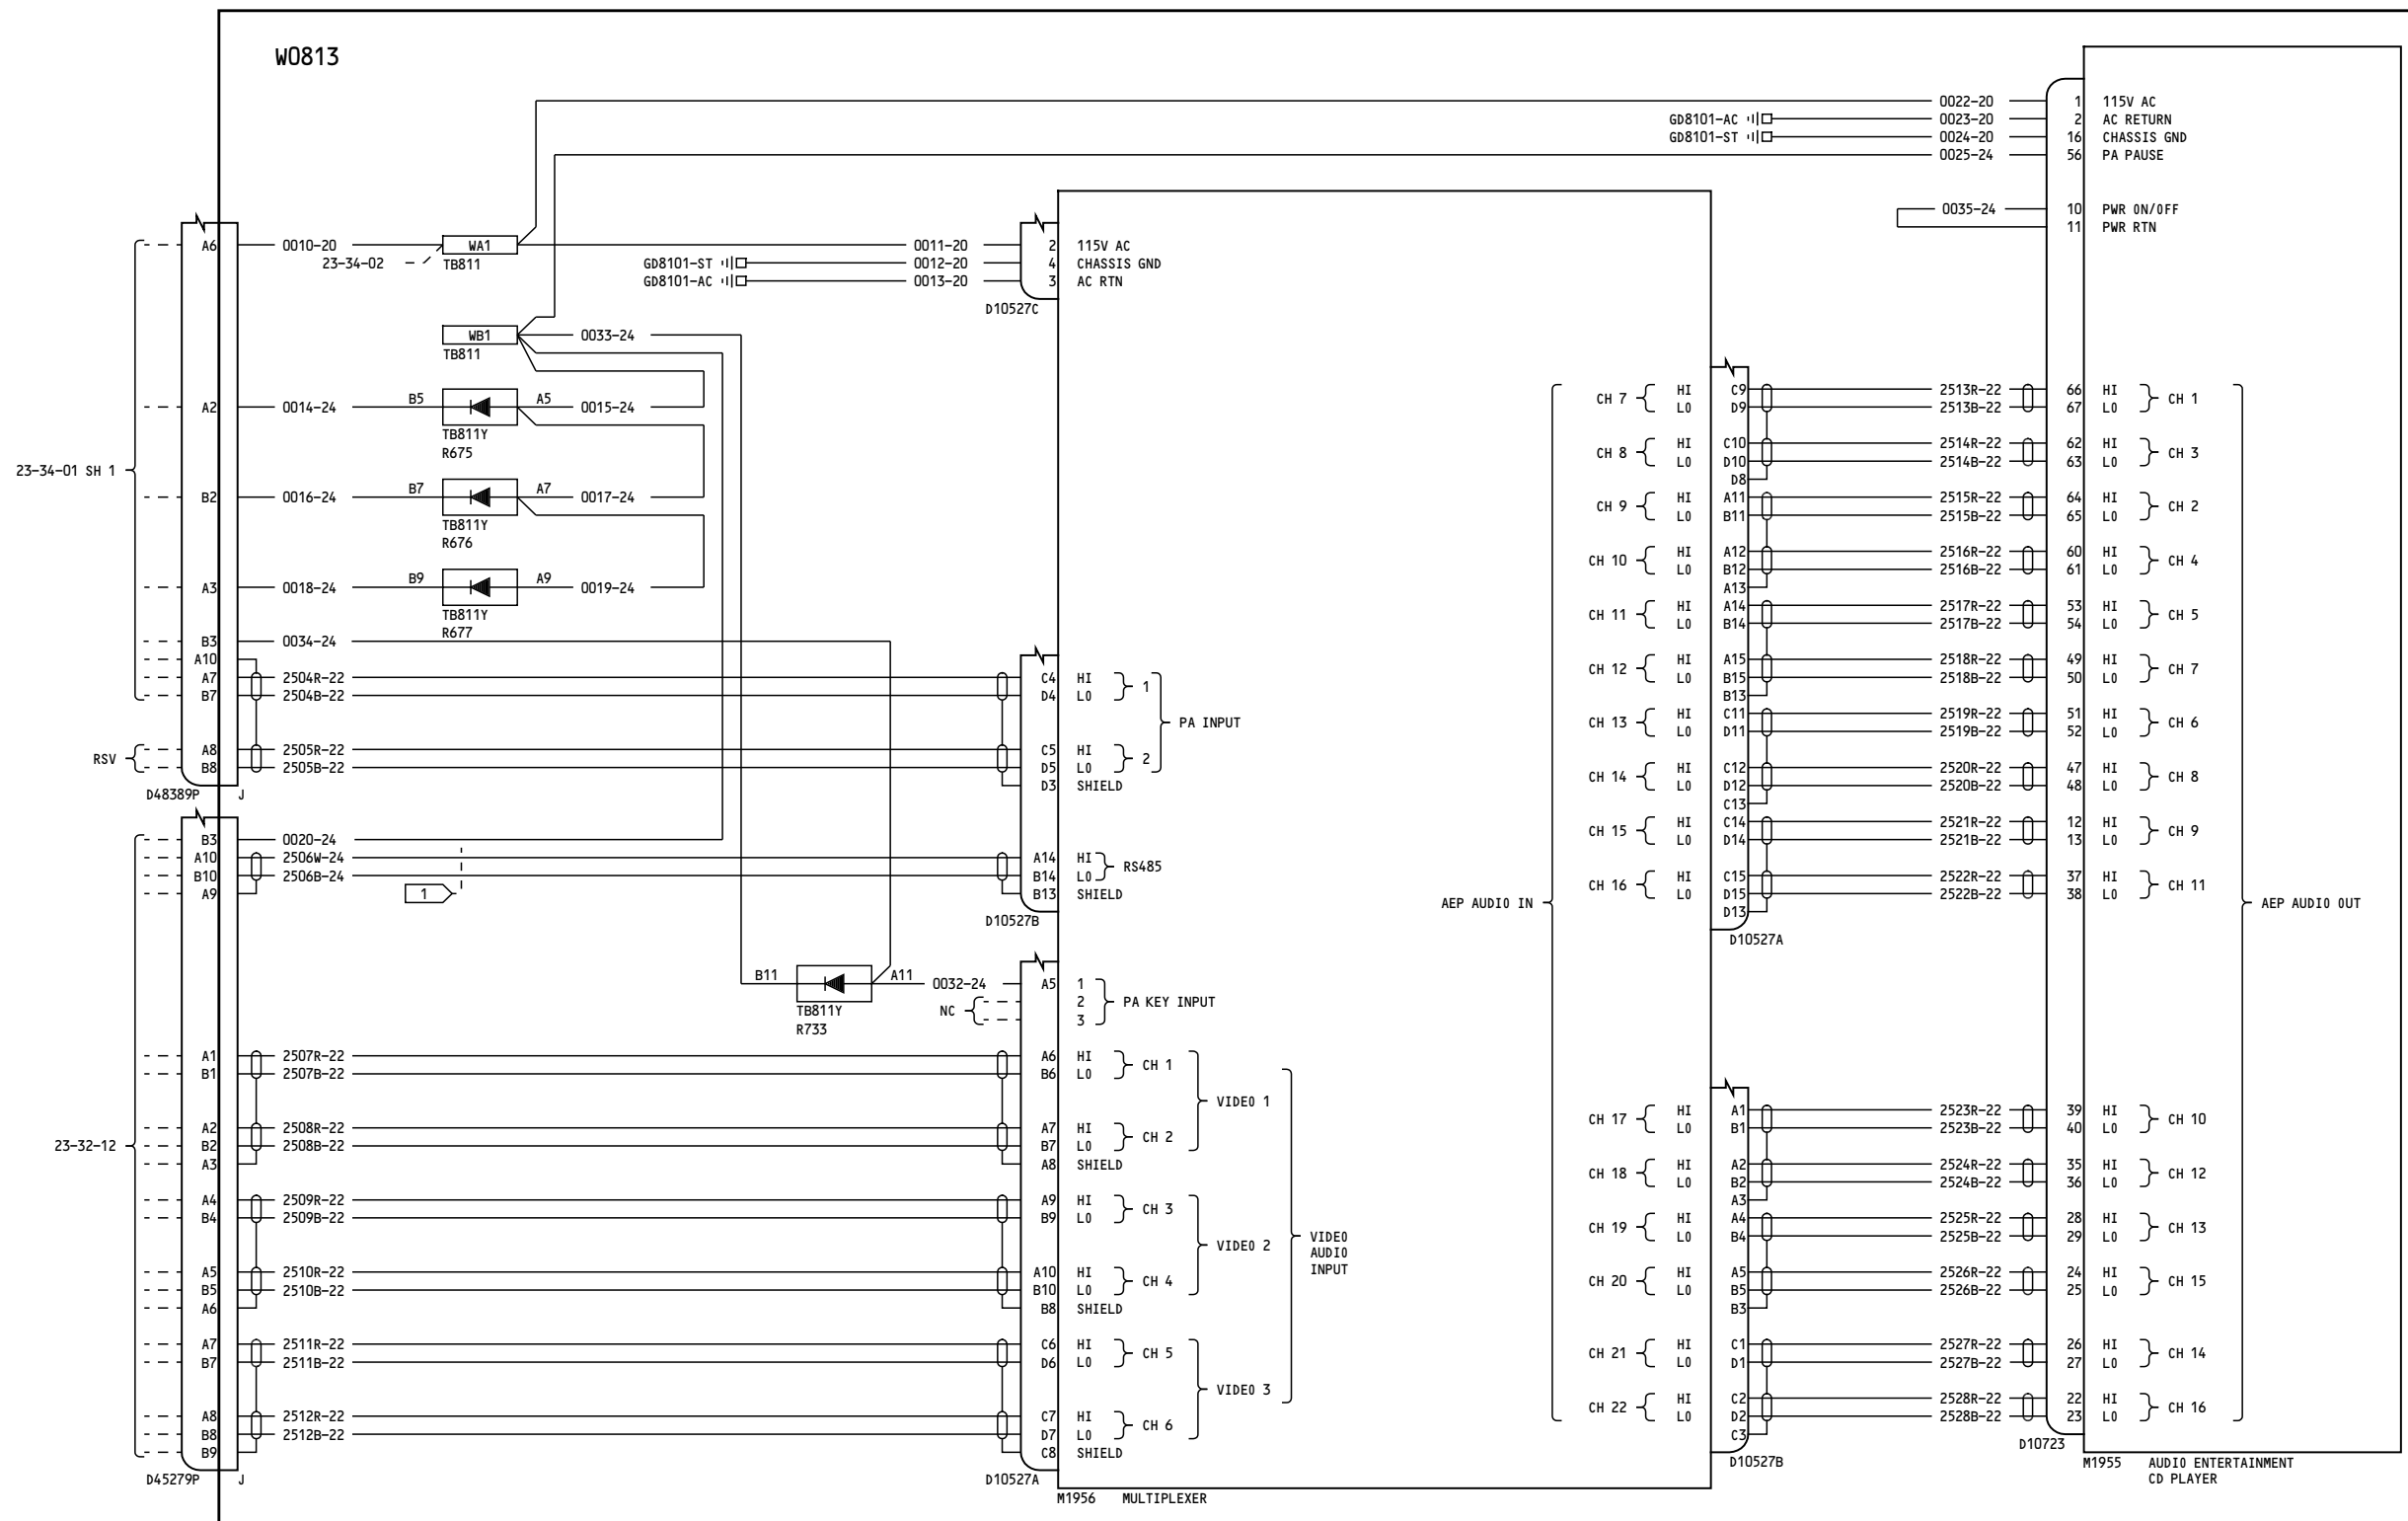 W0813
0022-20 1 115V AC
GD8101-AC 0023-20 2 AC RETURN
GD8101-ST 0024-20 16 CHASSIS GND
0025-24 56 PA PAUSE
0035-24 10 PWR ON/OFF
11 PWR RTN
A6 0010-20 WA1 0011-20 2 115V AC
23-34-02 TB811 GD8101-ST 0012-20 4 CHASSIS GND
GD8101-AC 0013-20 3 AC RTN
D10527C
WB1 0033-24
TB811
A2 0014-24 B5 A5 0015-24
TB811Y
R675
23-34-01 SH 1
B2 0016-24 B7 A7 0017-24
TB811Y
R676
A3 0018-24 B9 A9 0019-24
TB811Y
R677
B3 0034-24
A10
A7 2504R-22 C4 HI 1
B7 2504B-22 D4 LO
PA INPUT
RSV
A8 2505R-22 C5 HI 2
B8 2505B-22 D5 LO
D3 SHIELD
D48389P J
B3 0020-24
A10 2506W-24 A14 HI RS485
B10 2506B-24 B14 LO
A9 1 B13 SHIELD
D10527B
B11 A11 0032-24 A5 1
NC 2 PA KEY INPUT
3
TB811Y
R733
23-32-12
A1 2507R-22 A6 HI CH 1
B1 2507B-22 B6 LO
VIDEO 1
A2 2508R-22 A7 HI CH 2
B2 2508B-22 B7 LO
A3 A8 SHIELD
A4 2509R-22 A9 HI CH 3
B4 2509B-22 B9 LO
VIDEO 2
VIDEO
AUDIO
INPUT
A5 2510R-22 A10 HI CH 4
B5 2510B-22 B10 LO
A6 B8 SHIELD
A7 2511R-22 C6 HI CH 5
B7 2511B-22 D6 LO
VIDEO 3
A8 2512R-22 C7 HI CH 6
B8 2512B-22 D7 LO
B9 C8 SHIELD
D45279P J D10527A
M1956 MULTIPLEXER
AEP AUDIO IN
CH 7 HI C9 2513R-22 66 HI CH 1
LO D9 2513B-22 67 LO
CH 8 HI C10 2514R-22 62 HI CH 3
LO D10 2514B-22 63 LO
D8
CH 9 HI A11 2515R-22 64 HI CH 2
LO B11 2515B-22 65 LO
CH 10 HI A12 2516R-22 60 HI CH 4
LO B12 2516B-22 61 LO
A13
CH 11 HI A14 2517R-22 53 HI CH 5
LO B14 2517B-22 54 LO
CH 12 HI A15 2518R-22 49 HI CH 7
LO B15 2518B-22 50 LO
B13
CH 13 HI C11 2519R-22 51 HI CH 6
LO D11 2519B-22 52 LO
CH 14 HI C12 2520R-22 47 HI CH 8
LO D12 2520B-22 48 LO
C13
CH 15 HI C14 2521R-22 12 HI CH 9
LO D14 2521B-22 13 LO
CH 16 HI C15 2522R-22 37 HI CH 11
LO D15 2522B-22 38 LO
D13
D10527A
AEP AUDIO OUT
CH 17 HI A1 2523R-22 39 HI CH 10
LO B1 2523B-22 40 LO
CH 18 HI A2 2524R-22 35 HI CH 12
LO B2 2524B-22 36 LO
A3
CH 19 HI A4 2525R-22 28 HI CH 13
LO B4 2525B-22 29 LO
CH 20 HI A5 2526R-22 24 HI CH 15
LO B5 2526B-22 25 LO
B3
CH 21 HI C1 2527R-22 26 HI CH 14
LO D1 2527B-22 27 LO
CH 22 HI C2 2528R-22 22 HI CH 16
LO D2 2528B-22 23 LO
C3
D10527B
D10723
M1955 AUDIO ENTERTAINMENT
CD PLAYER